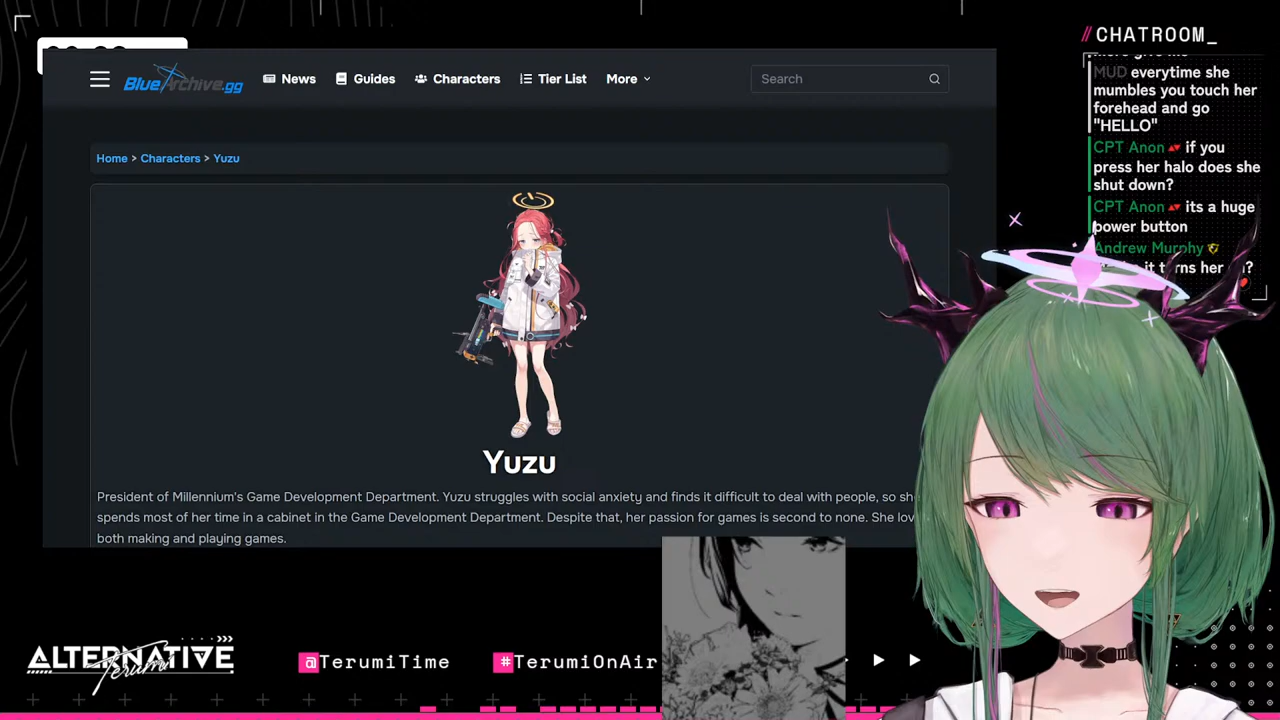 BlueArchive.gg
News
Guides
Characters
Tier List
More
Search
Home > Characters > Yuzu
Yuzu
President of Millennium's Game Development Department. Yuzu struggles with social anxiety and finds it difficult to deal with people, so she
spends most of her time in a cabinet in the Game Development Department. Despite that, her passion for games is second to none. She lov
both making and playing games.
//CHATROOM_
MUD everytime she
mumbles you touch her
forehead and go
"HELLO"
CPT Anon if you
press her halo does she
shut down?
CPT Anon its a huge
power button
Andrew Murphy
it turns her
ALTERNATIVE
Terumi
@TerumiTime
#TerumiOnAir